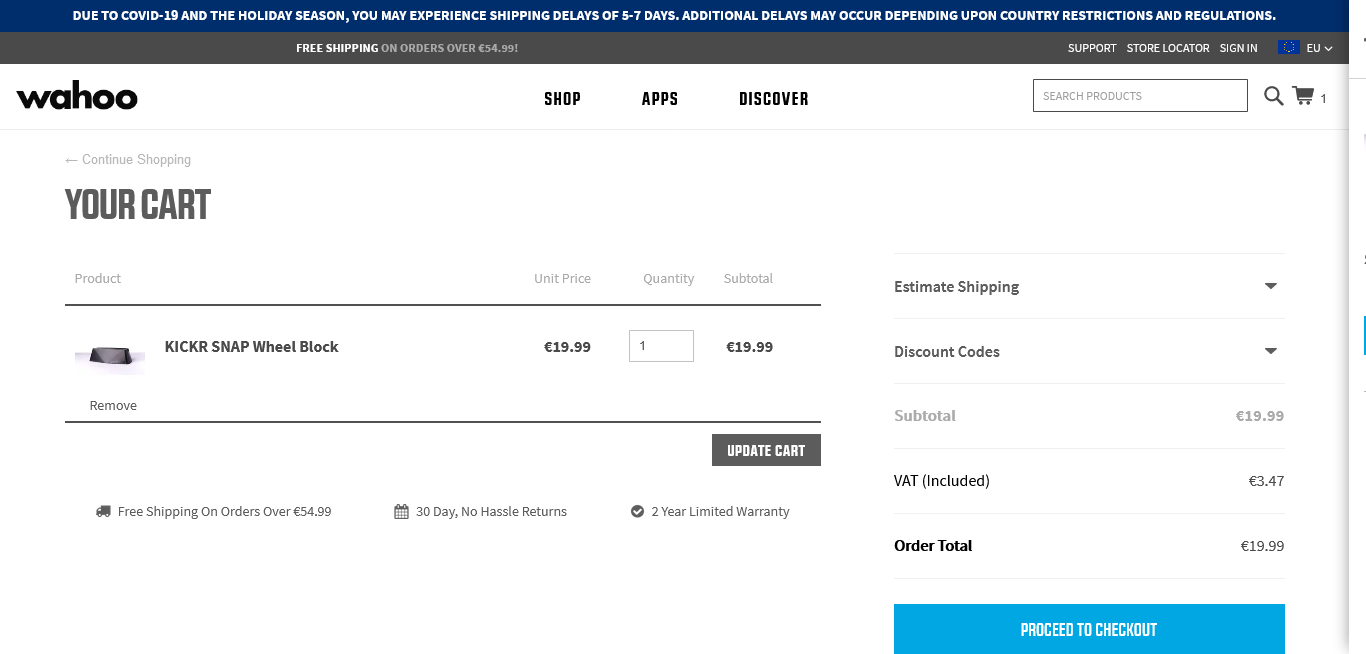 DUE TO COVID-19 AND THE HOLIDAY SEASON, YOU MAY EXPERIENCE SHIPPING DELAYS OF 5-7 DAYS. ADDITIONAL DELAYS MAY OCCUR DEPENDING UPON COUNTRY RESTRICTIONS AND REGULATIONS.
FREE SHIPPING ON ORDERS OVER €54.99!
SUPPORT STORE LOCATOR SIGN IN EU
wahoo SHOP APPS DISCOVER SEARCH PRODUCTS 1
← Continue Shopping
YOUR CART
Product Unit Price Quantity Subtotal
KICKR SNAP Wheel Block €19.99 1 €19.99
Remove
UPDATE CART
Free Shipping On Orders Over €54.99 30 Day, No Hassle Returns 2 Year Limited Warranty
Estimate Shipping
Discount Codes
Subtotal €19.99
VAT (Included) €3.47
Order Total €19.99
PROCEED TO CHECKOUT